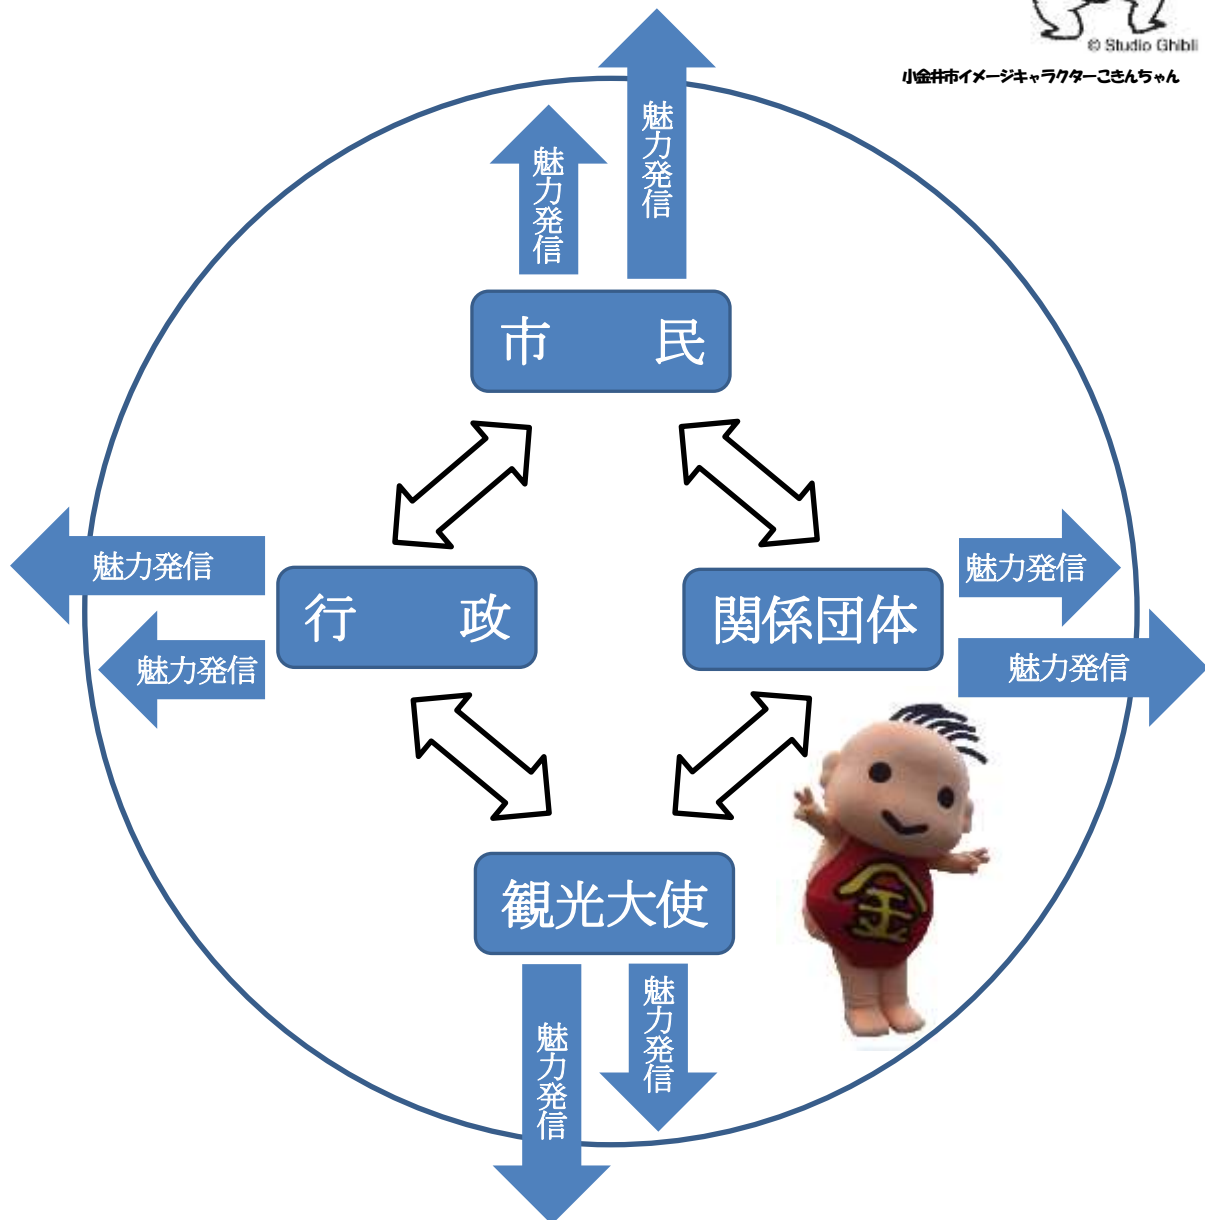 © Studio Ghibli
小金井市イメージキャラクターこきんちゃん
魅力発信
魅力発信
市　民
魅力発信
魅力発信
行　政
関係団体
魅力発信
魅力発信
金
観光大使
魅力発信
魅力発信